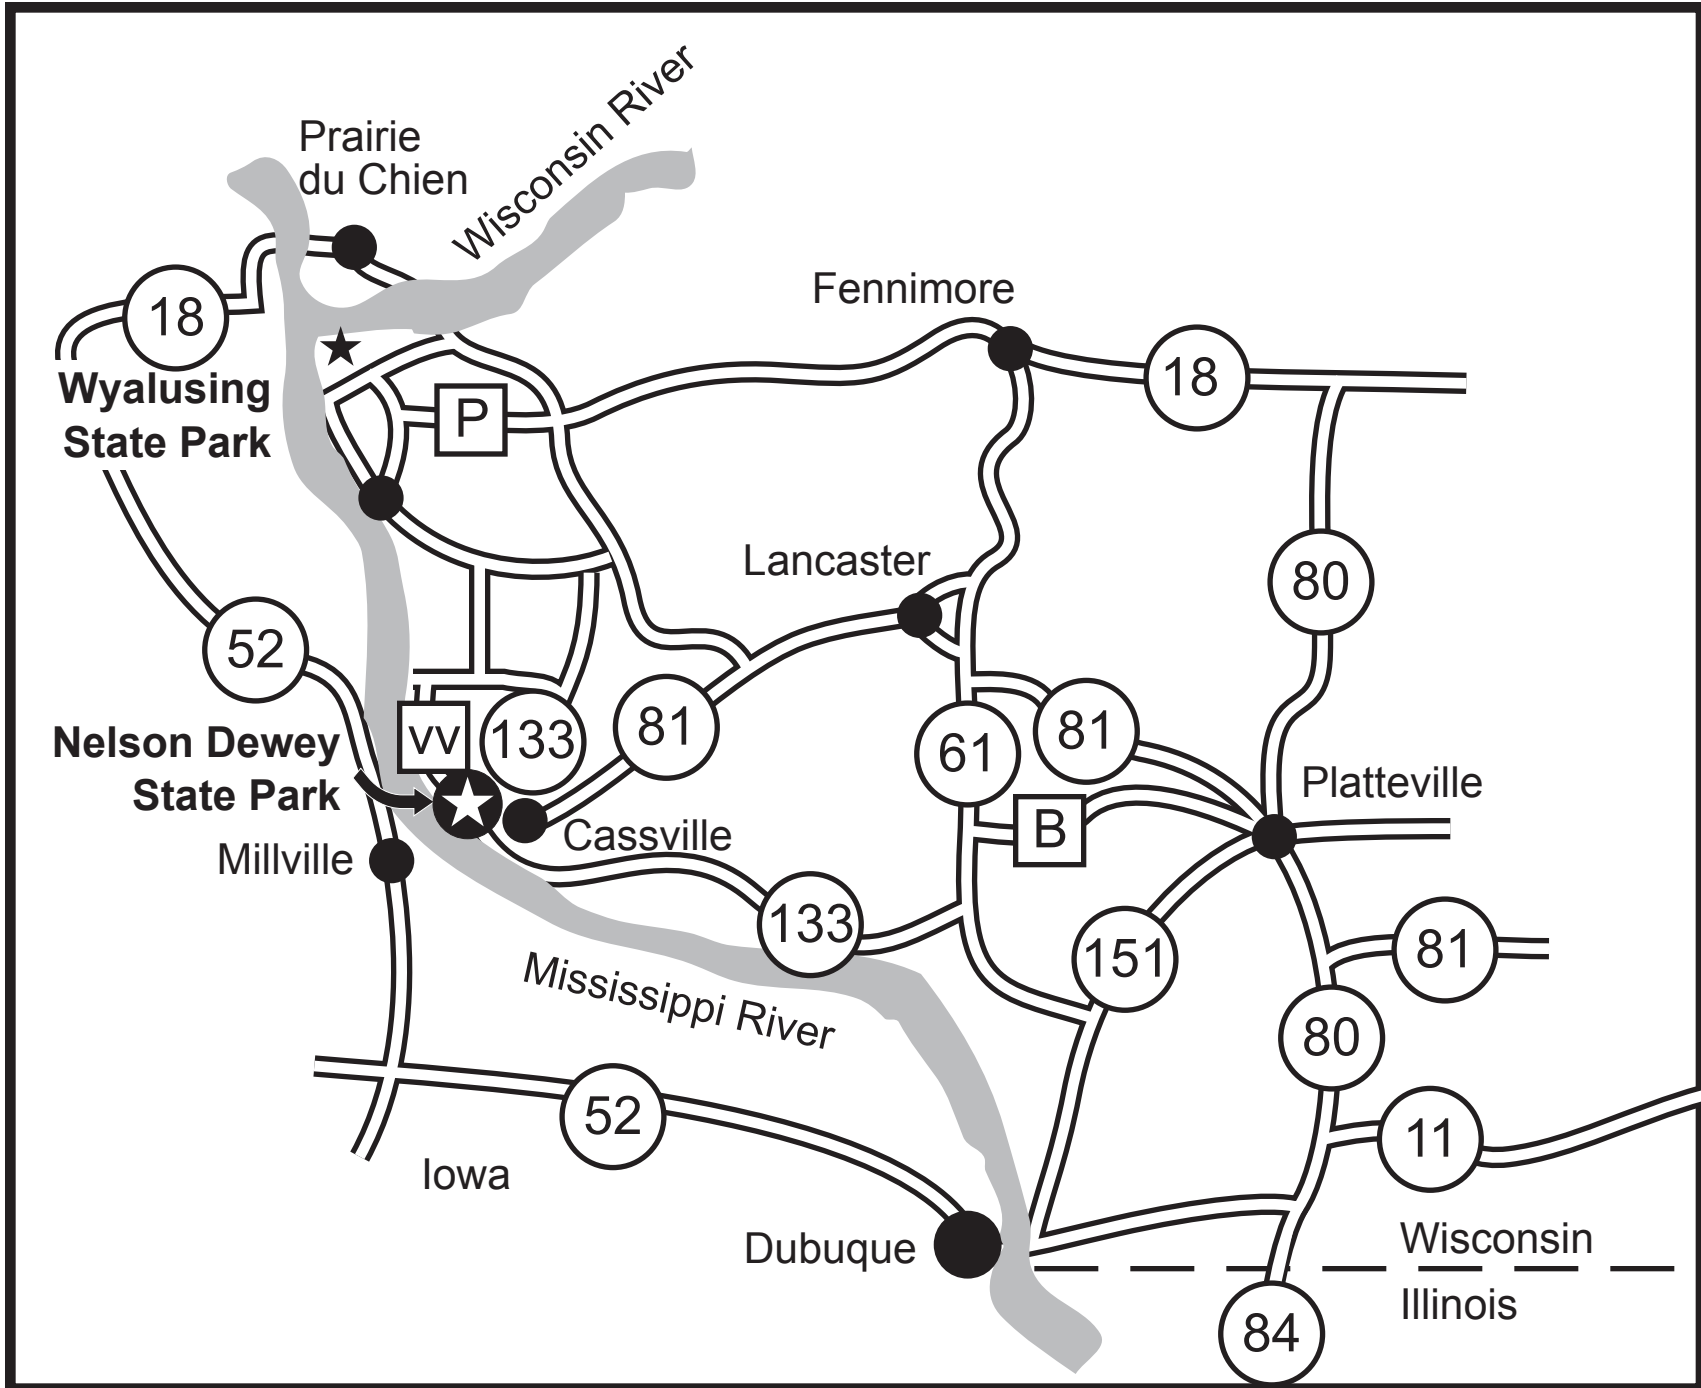 Prairie
du Chien
Wisconsin River
18
Wyalusing
State Park
Fennimore
18
P
Lancaster
80
52
Nelson Dewey
State Park
VV
133
81
61
81
Platteville
Millville
Cassville
B
133
151
81
Mississippi River
80
52
11
Iowa
Dubuque
Wisconsin
Illinois
84